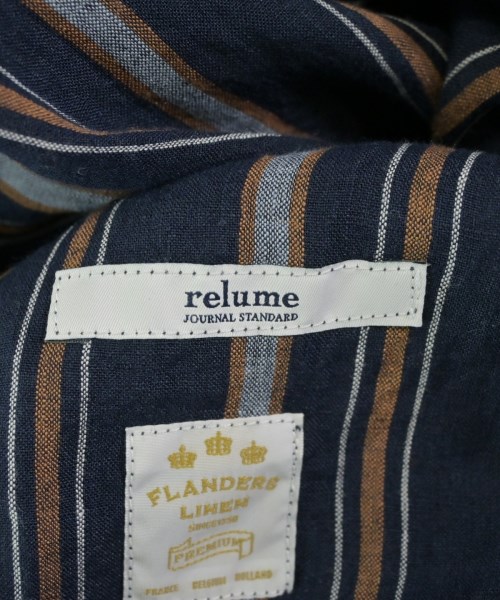 relume
JOURNAL STANDARD
FLANDERS
LINEN
PREMIUM
FRANCE BELGIUM HOLLAND